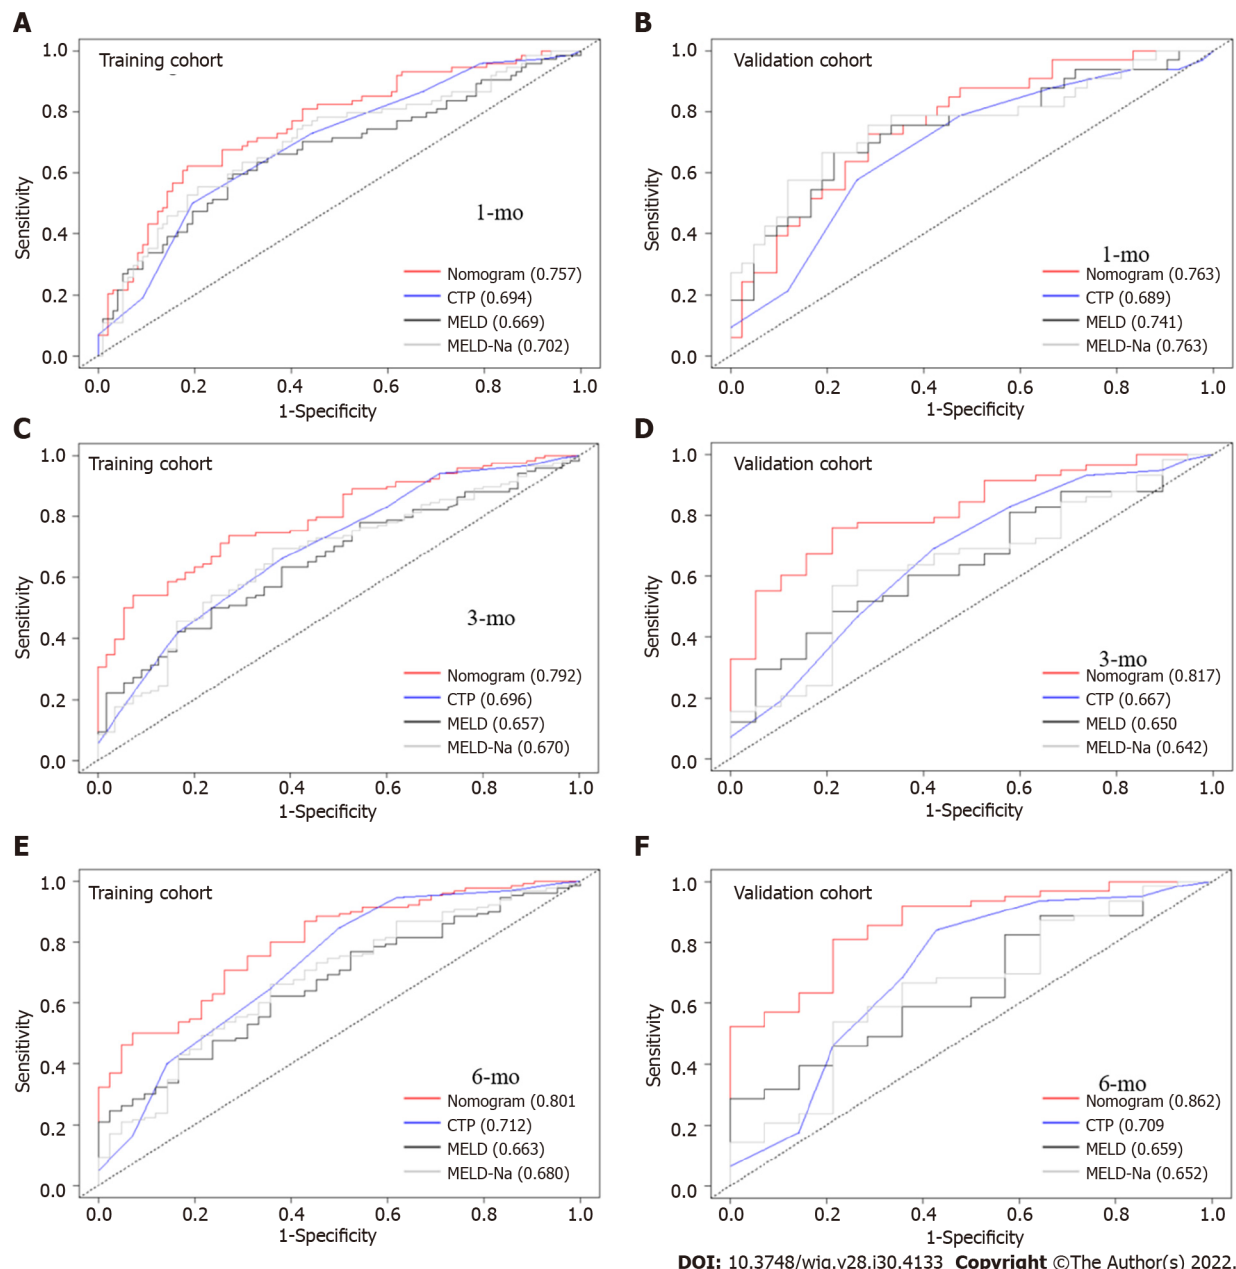 A
Training cohort
1.0
0.8
0.6
0.4
0.2
0.0
Sensitivity
1-mo
Nomogram (0.757)
CTP (0.694)
MELD (0.669)
MELD-Na (0.702)
0.0 0.2 0.4 0.6 0.8 1.0
1-Specificity
B
Validation cohort
1.0
0.8
0.6
0.4
0.2
0.0
Sensitivity
1-mo
Nomogram (0.763)
CTP (0.689)
MELD (0.741)
MELD-Na (0.763)
0.0 0.2 0.4 0.6 0.8 1.0
1-Specificity
C
Training cohort
1.0
0.8
0.6
0.4
0.2
0.0
Sensitivity
3-mo
Nomogram (0.792)
CTP (0.696)
MELD (0.657)
MELD-Na (0.670)
0.0 0.2 0.4 0.6 0.8 1.0
1-Specificity
D
Validation cohort
1.0
0.8
0.6
0.4
0.2
0.0
Sensitivity
3-mo
Nomogram (0.817)
CTP (0.667)
MELD (0.650
MELD-Na (0.642)
0.0 0.2 0.4 0.6 0.8 1.0
1-Specificity
E
Training cohort
1.0
0.8
0.6
0.4
0.2
0.0
Sensitivity
6-mo
Nomogram (0.801
CTP (0.712)
MELD (0.663)
MELD-Na (0.680)
0.0 0.2 0.4 0.6 0.8 1.0
1-Specificity
F
Validation cohort
1.0
0.8
0.6
0.4
0.2
0.0
Sensitivity
6-mo
Nomogram (0.862)
CTP (0.709
MELD (0.659)
MELD-Na (0.652)
0.0 0.2 0.4 0.6 0.8 1.0
1-Specificity
DOI: 10.3748/wjg.v28.i30.4133 Copyright ©The Author(s) 2022.